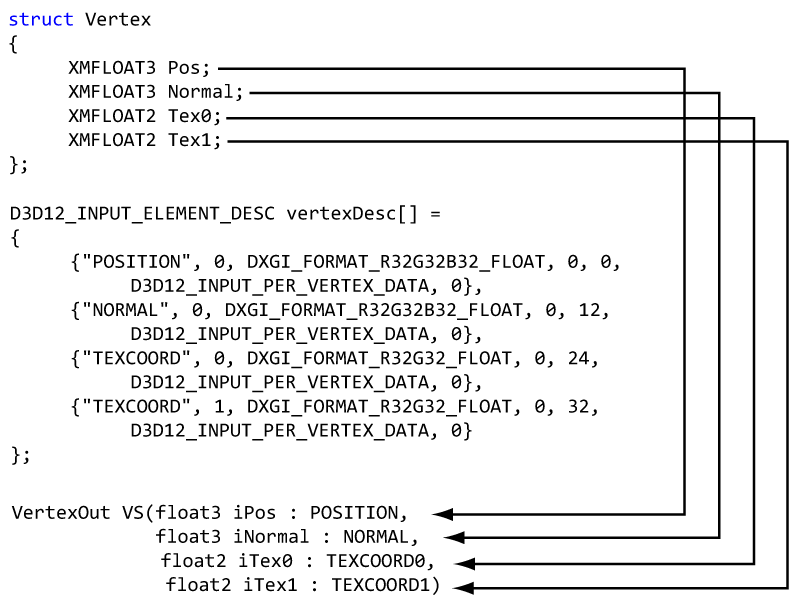 struct Vertex
{
XMFLOAT3 Pos;
XMFLOAT3 Normal;
XMFLOAT2 Tex0;
XMFLOAT2 Tex1;
};
D3D12_INPUT_ELEMENT_DESC vertexDesc[] =
{
{"POSITION", 0, DXGI_FORMAT_R32G32B32_FLOAT, 0, 0,
D3D12_INPUT_PER_VERTEX_DATA, 0},
{"NORMAL", 0, DXGI_FORMAT_R32G32B32_FLOAT, 0, 12,
D3D12_INPUT_PER_VERTEX_DATA, 0},
{"TEXCOORD", 0, DXGI_FORMAT_R32G32_FLOAT, 0, 24,
D3D12_INPUT_PER_VERTEX_DATA, 0},
{"TEXCOORD", 1, DXGI_FORMAT_R32G32_FLOAT, 0, 32,
D3D12_INPUT_PER_VERTEX_DATA, 0}
};
VertexOut VS(float3 iPos : POSITION,
float3 iNormal : NORMAL,
float2 iTex0 : TEXCOORD0,
float2 iTex1 : TEXCOORD1)